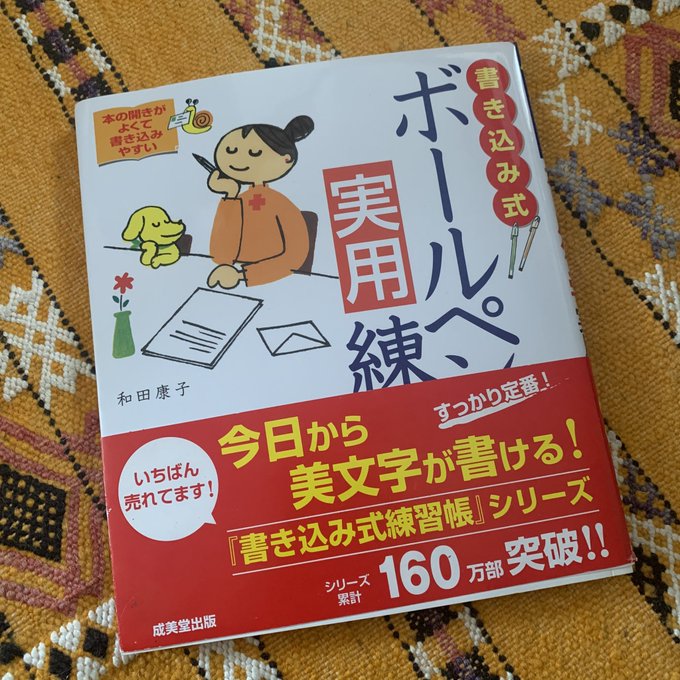 書き込み式
ボールペン
実用
練
本の開きが
よくて
書き込み
やすい
和田康子
すっかり定番!
今日から
美文字が書ける!
いちばん
売れてます!
『書き込み式練習帳』シリーズ
シリーズ
累計
160万部突破!!
成美堂出版